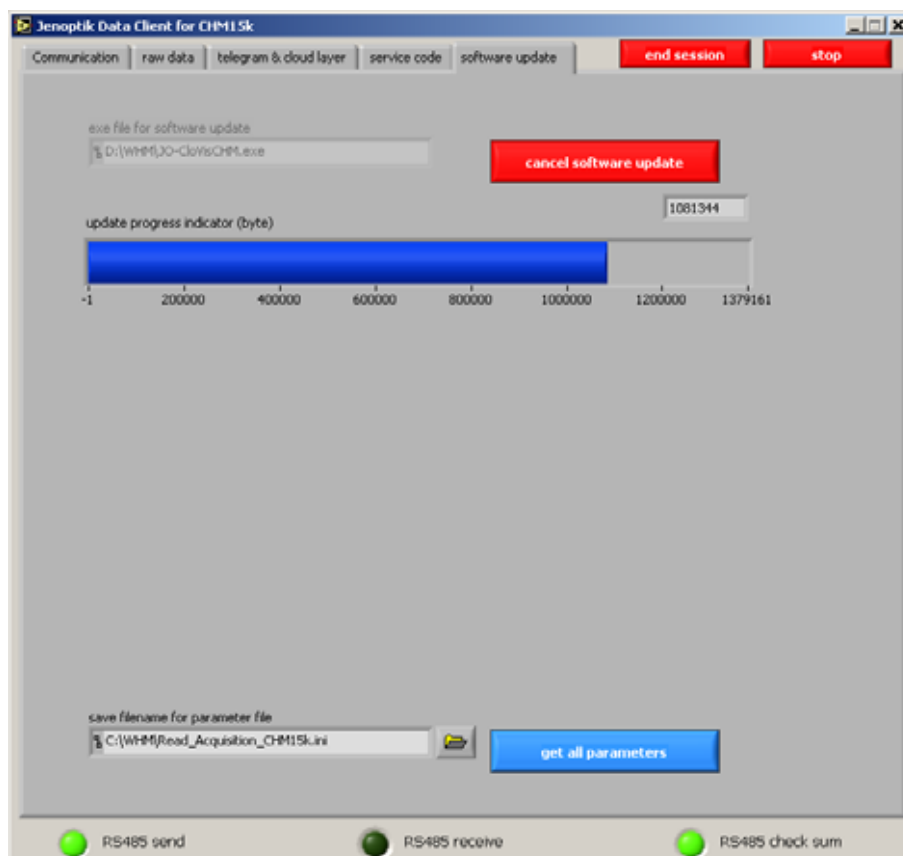 Jenoptik Data Client for CHM15k
Communication raw data telegram & cloud layer service code software update end session stop
exe file for software update
D:\WHM\JO-CloVisCHM.exe
cancel software update
1081344
update progress indicator (byte)
-1 200000 400000 600000 800000 1000000 1200000 1379161
save filename for parameter file
C:\WHM\Read_Acquisition_CHM15k.ini
get all parameters
RS485 send RS485 receive RS485 check sum